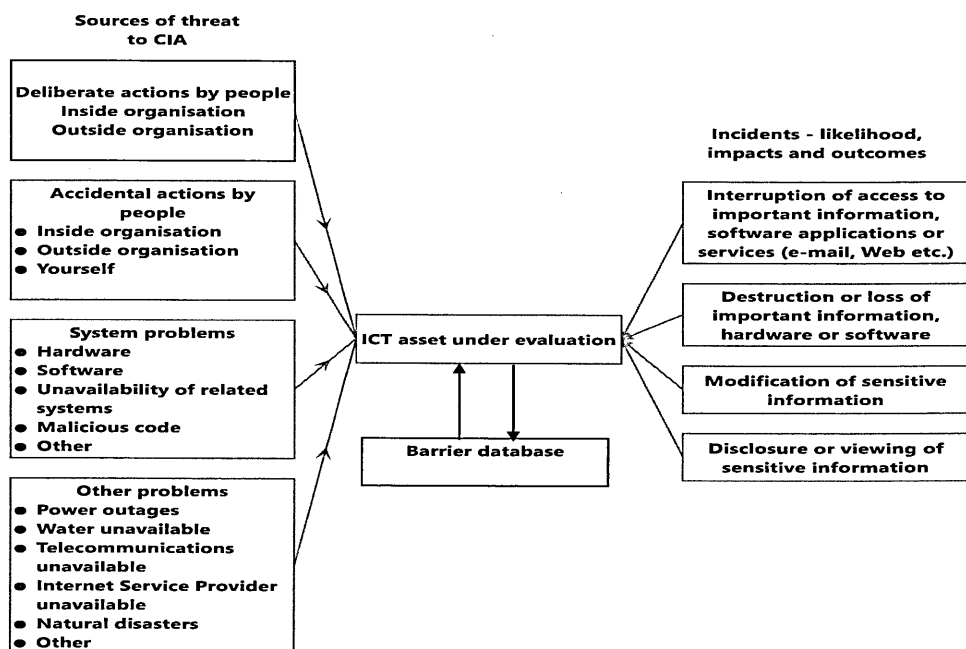 Sources of threat
to CIA
Deliberate actions by people
Inside organisation
Outside organisation
Accidental actions by
people
● Inside organisation
● Outside organisation
● Yourself
System problems
● Hardware
● Software
● Unavailability of related
systems
● Malicious code
● Other
Other problems
● Power outages
● Water unavailable
● Telecommunications
unavailable
● Internet Service Provider
unavailable
● Natural disasters
● Other
ICT asset under evaluation
Barrier database
Incidents - likelihood,
impacts and outcomes
Interruption of access to
important information,
software applications or
services (e-mail, Web etc.)
Destruction or loss of
important information,
hardware or software
Modification of sensitive
information
Disclosure or viewing of
sensitive information